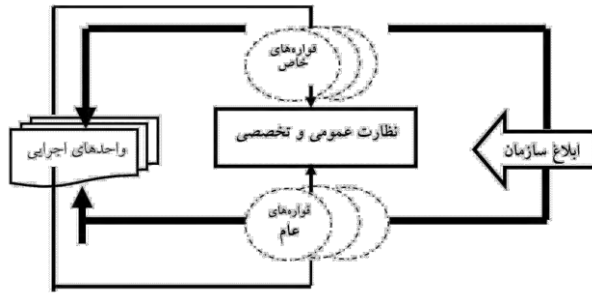 قواره‌های
خاص
نظارت عمومی و تخصصی
واحدهای اجرایی
ابلاغ سازمان
قواره‌های
عام